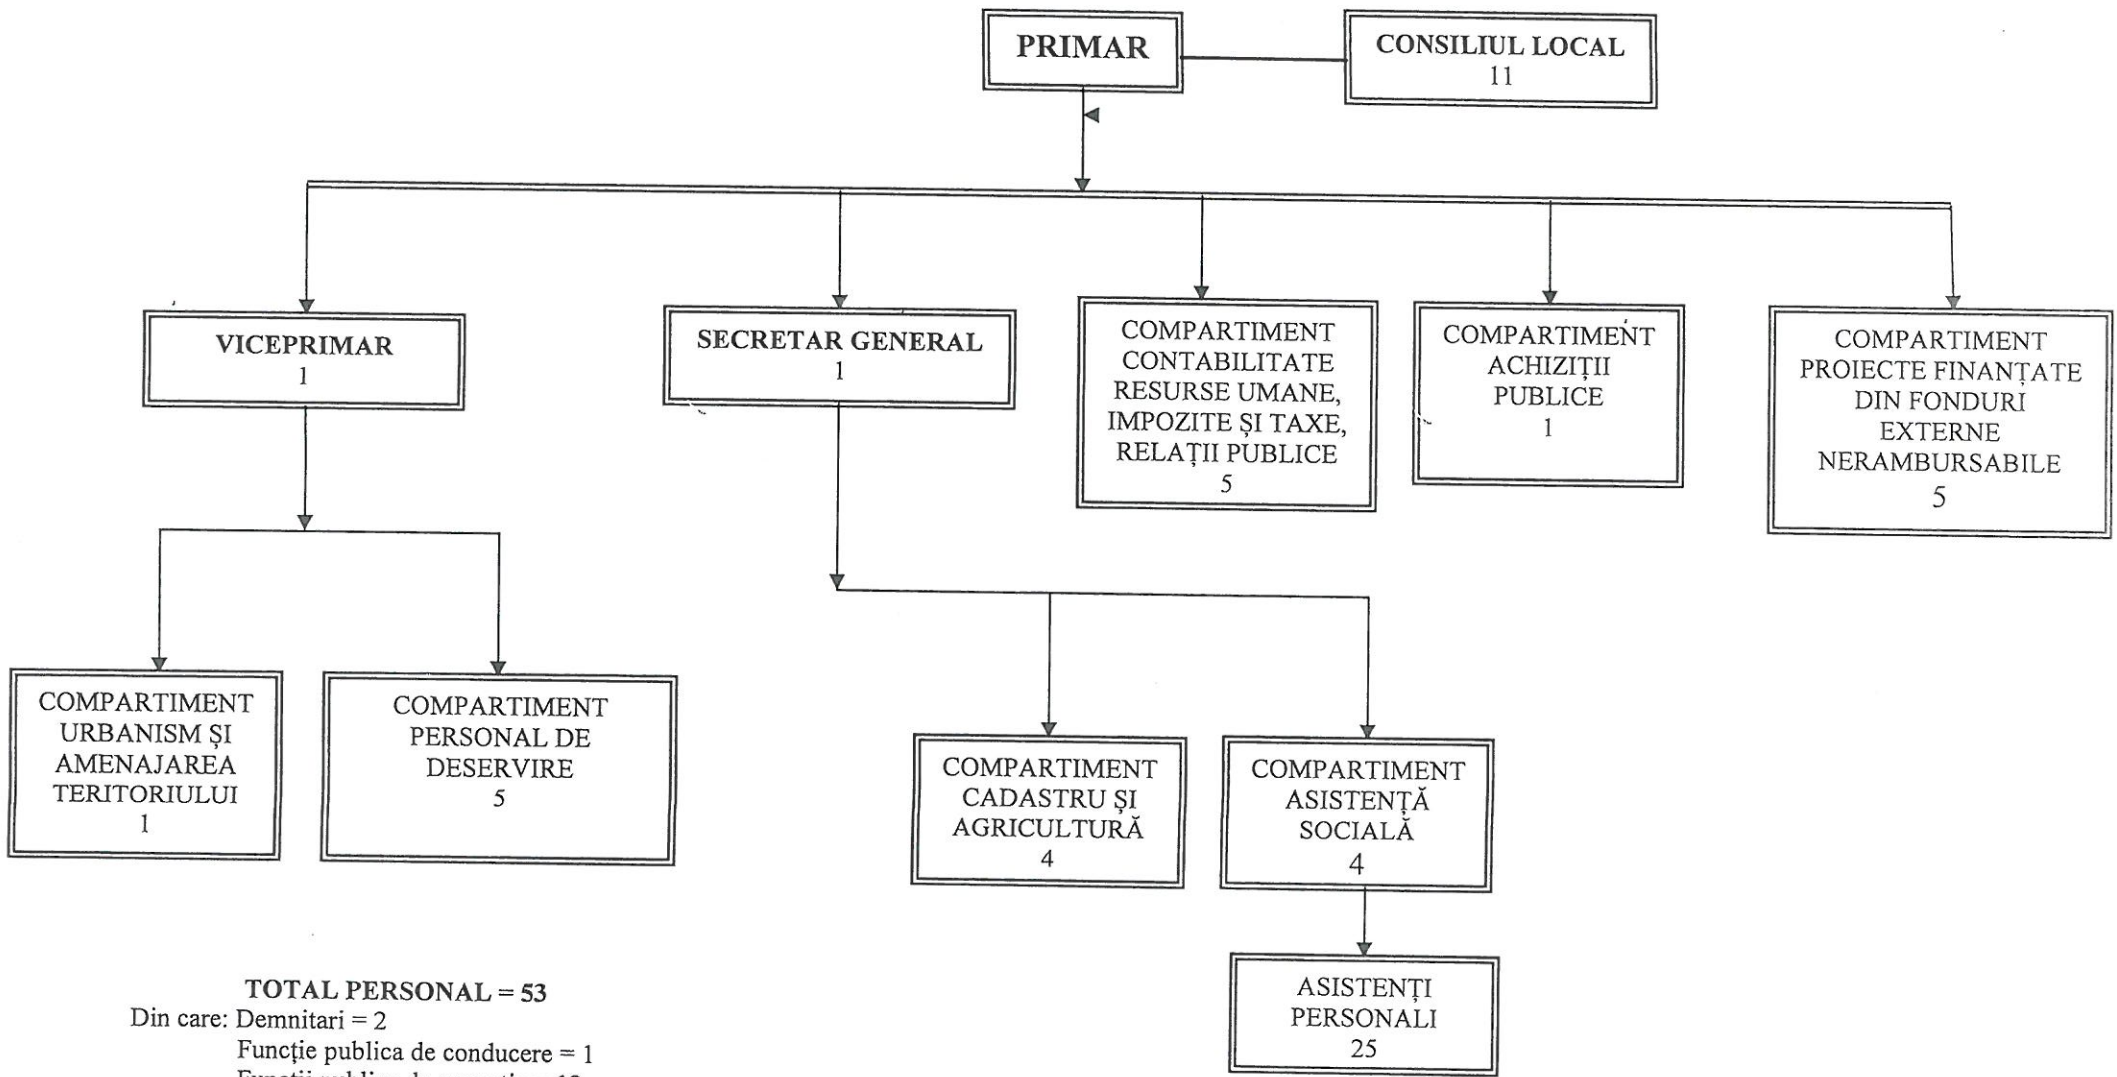 PRIMAR
CONSILIUL LOCAL
11
VICEPRIMAR
1
SECRETAR GENERAL
1
COMPARTIMENT
CONTABILITATE
RESURSE UMANE,
IMPOZITE ȘI TAXE,
RELAȚII PUBLICE
5
COMPARTIMENT
ACHIZIȚII
PUBLICE
1
COMPARTIMENT
PROIECTE FINANȚATE
DIN FONDURI
EXTERNE
NERAMBURSABILE
5
COMPARTIMENT
URBANISM ȘI
AMENAJAREA
TERITORIULUI
1
COMPARTIMENT
PERSONAL DE
DESERVIRE
5
COMPARTIMENT
CADASTRU ȘI
AGRICULTURĂ
4
COMPARTIMENT
ASISTENȚĂ
SOCIALĂ
4
ASISTENȚI
PERSONALI
25
TOTAL PERSONAL = 53
Din care: Demnitari = 2
Funcție publica de conducere = 1